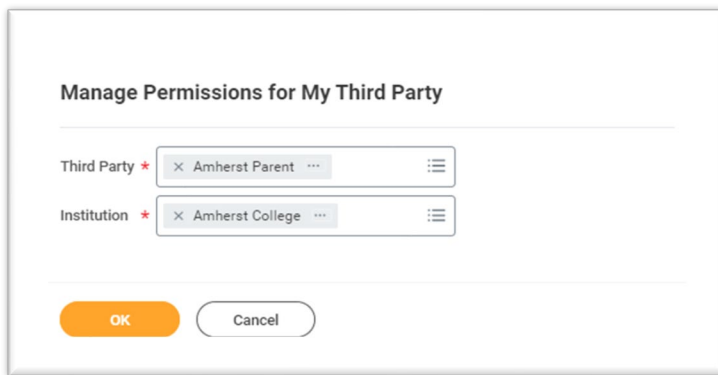 Manage Permissions for My Third Party
Third Party * × Amherst Parent ···
Institution * × Amherst College ···
OK Cancel